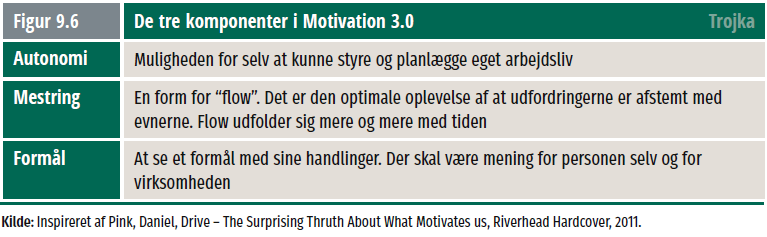 Figur 9.6 De tre komponenter i Motivation 3.0 Trojka
Autonomi Muligheden for selv at kunne styre og planlægge eget arbejdsliv
Mestring En form for “flow”. Det er den optimale oplevelse af at udfordringerne er afstemt med
evnerne. Flow udfolder sig mere og mere med tiden
Formål At se et formål med sine handlinger. Der skal være mening for personen selv og for
virksomheden
Kilde: Inspireret af Pink, Daniel, Drive – The Surprising Thruth About What Motivates us, Riverhead Hardcover, 2011.